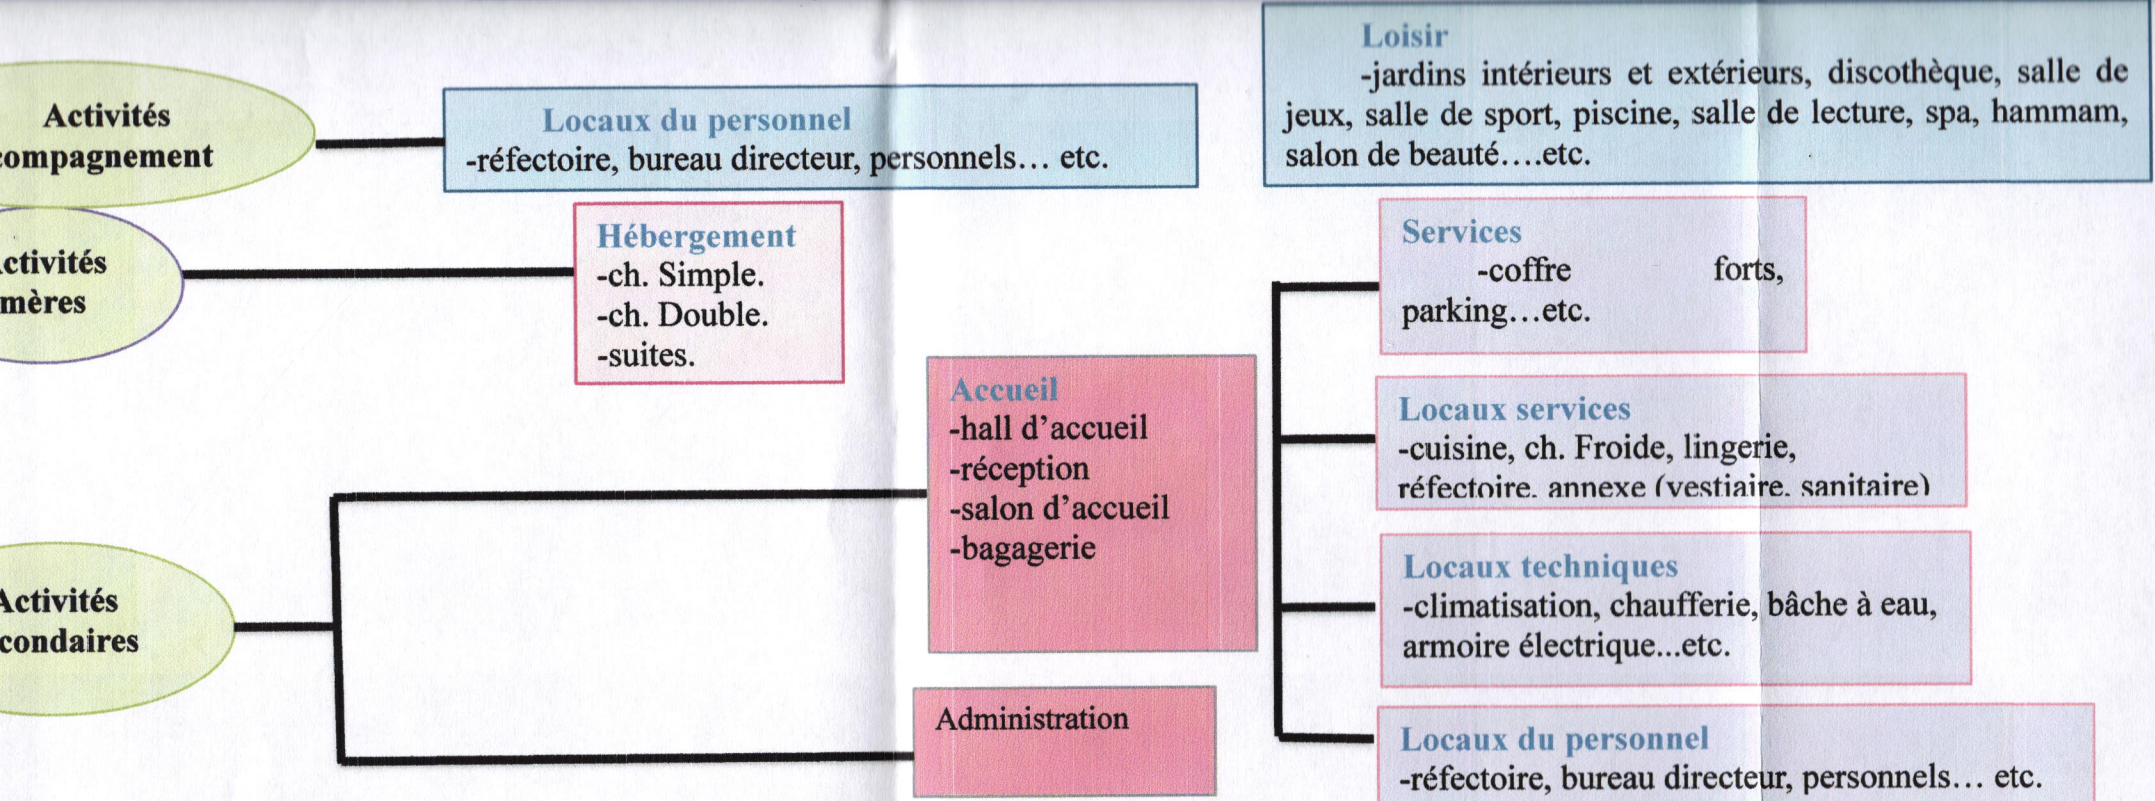 Activités
compagnement
Locaux du personnel
-réfectoire, bureau directeur, personnels… etc.
Loisir
-jardins intérieurs et extérieurs, discothèque, salle de
jeux, salle de sport, piscine, salle de lecture, spa, hammam,
salon de beauté….etc.
ctivités
mères
Hébergement
-ch. Simple.
-ch. Double.
-suites.
Services
-coffre forts,
parking…etc.
Accueil
-hall d’accueil
-réception
-salon d’accueil
-bagagerie
Locaux services
-cuisine, ch. Froide, lingerie,
réfectoire, annexe (vestiaire, sanitaire)
Locaux techniques
-climatisation, chaufferie, bâche à eau,
armoire électrique...etc.
Activités
condaires
Administration
Locaux du personnel
-réfectoire, bureau directeur, personnels… etc.